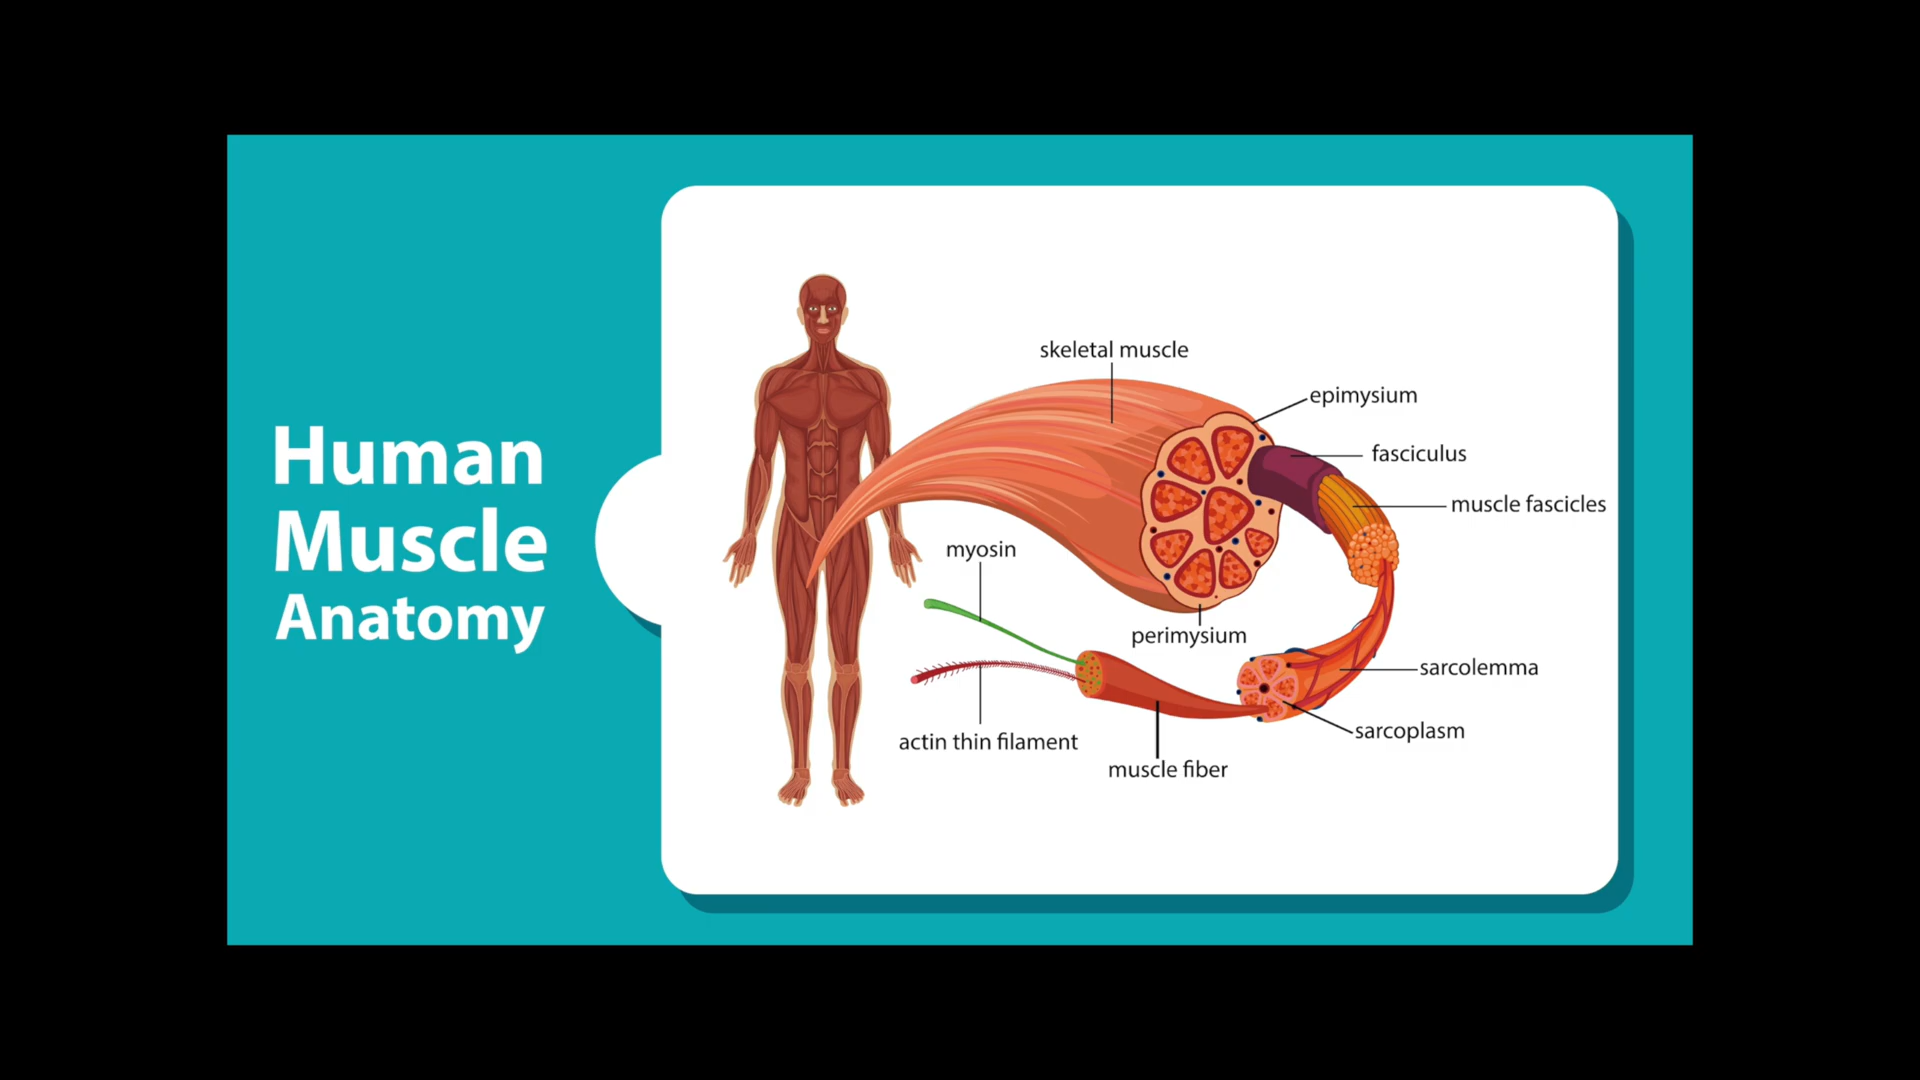 Human
Muscle
Anatomy
skeletal muscle
epimysium
fasciculus
muscle fascicles
myosin
perimysium
sarcolemma
sarcoplasm
actin thin filament
muscle fiber